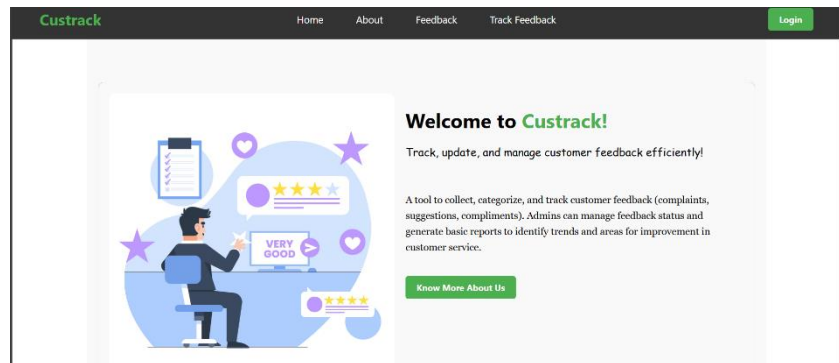 Custrack
Home About Feedback Track Feedback
Login
Welcome to Custrack!
Track, update, and manage customer feedback efficiently!
A tool to collect, categorize, and track customer feedback (complaints,
suggestions, compliments). Admins can manage feedback status and
generate basic reports to identify trends and areas for improvement in
customer service.
VERY
GOOD
Know More About Us